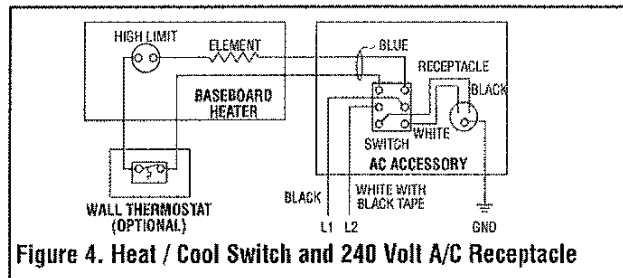 HIGH LIMIT
ELEMENT
BLUE
RECEPTACLE
BLACK
BASEBOARD
HEATER
WHITE
SWITCH
AC ACCESSORY
WALL THERMOSTAT
(OPTIONAL)
BLACK
WHITE WITH
BLACK TAPE
L1 L2
GND
Figure 4. Heat / Cool Switch and 240 Volt A/C Receptacle